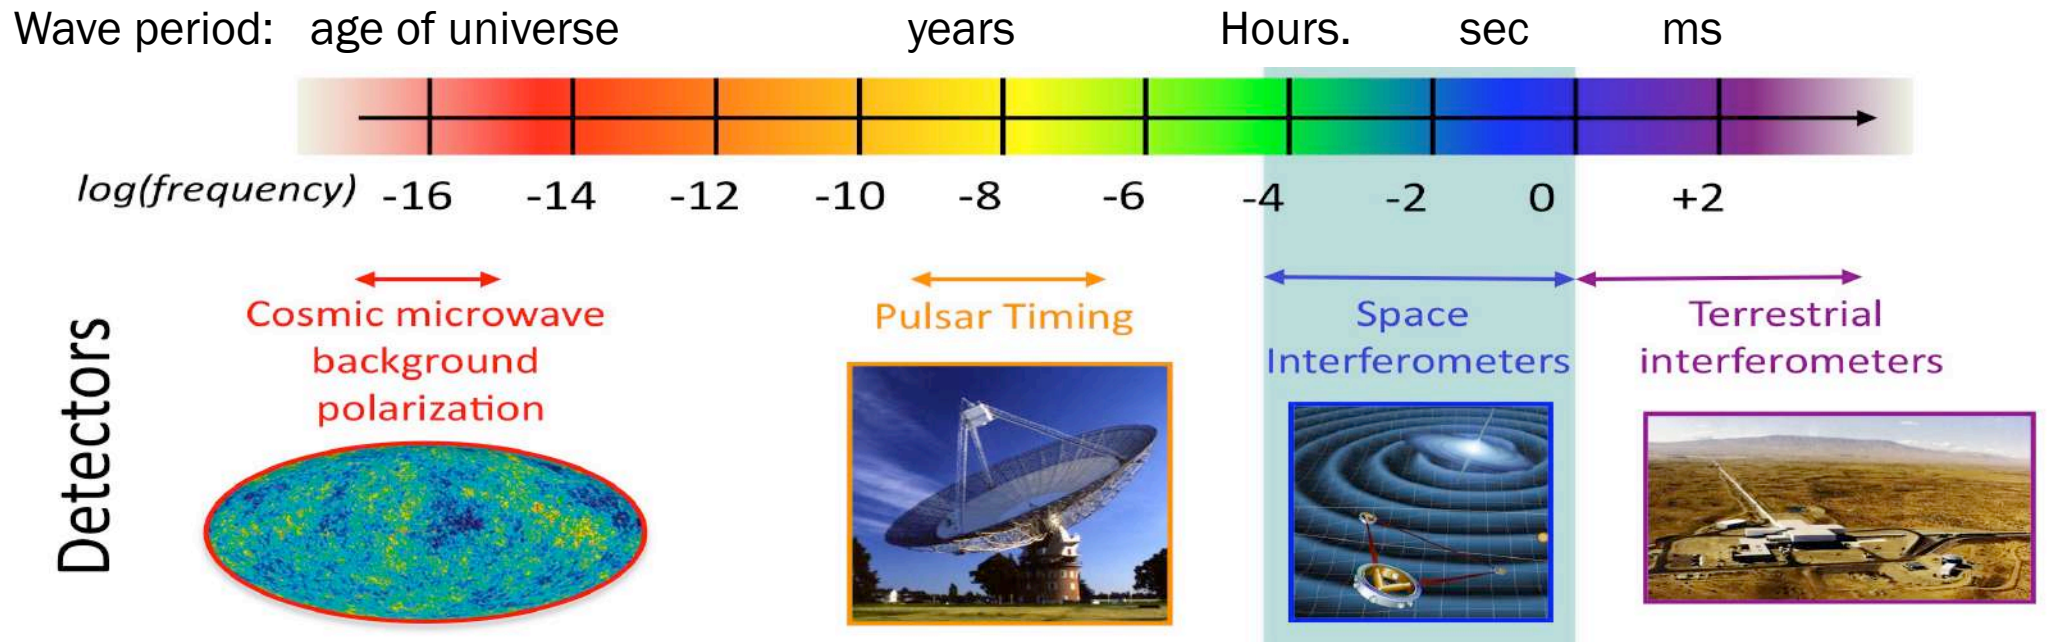 Wave period: age of universe years Hours. sec ms
log(frequency) -16 -14 -12 -10 -8 -6 -4 -2 0 +2
Detectors
Cosmic microwave
background
polarization
Pulsar Timing
Space
Interferometers
Terrestrial
interferometers